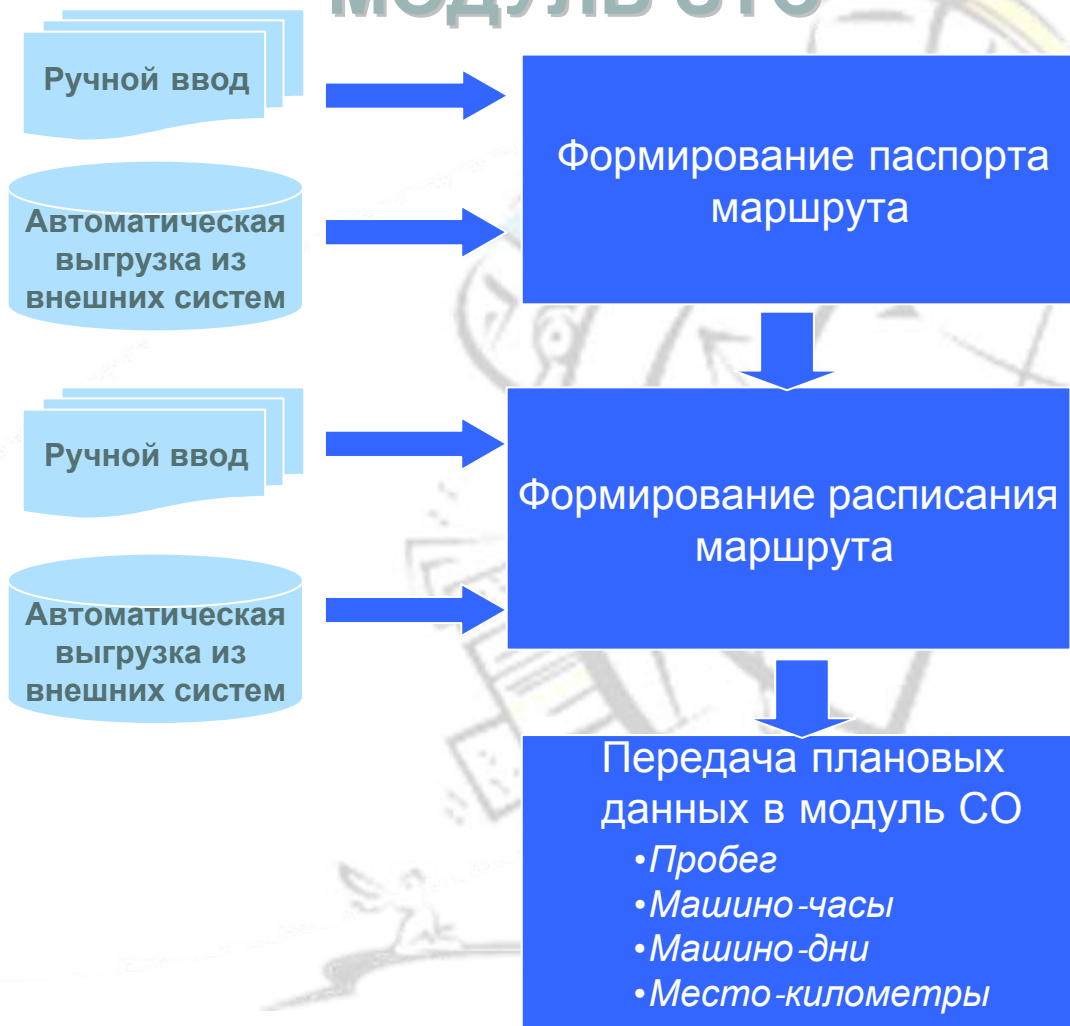 МОДУЛЬ
Ручной ввод
Формирование паспорта
маршрута
Автоматическая
выгрузка из
внешних систем
Ручной ввод
Формирование расписания
маршрута
Автоматическая
выгрузка из
внешних систем
Передача плановых
данных в модуль СО
•Пробег
•Машино-часы
•Машино-дни
•Место-километры